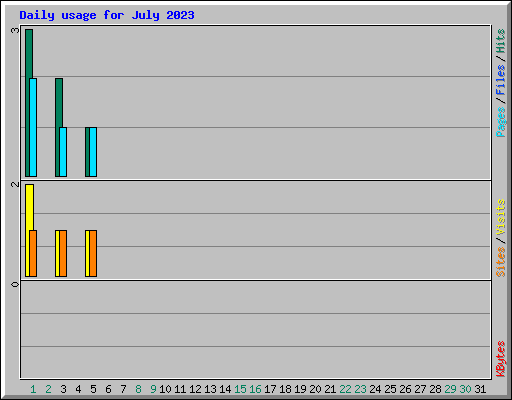 Daily usage for July 2023
3
2
0
Pages / Files / Hits
Sites / Visits
KBytes
1 2 3 4 5 6 7 8 9 10 11 12 13 14 15 16 17 18 19 20 21 22 23 24 25 26 27 28 29 30 31